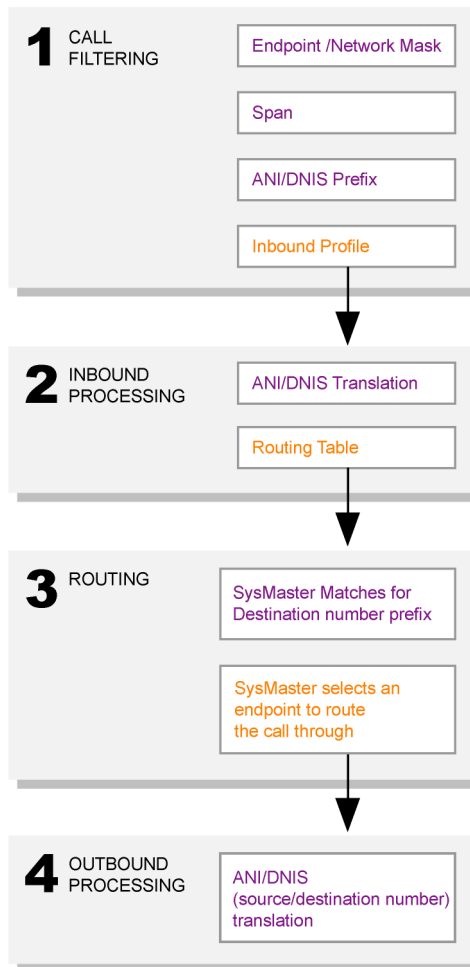 1 CALL
FILTERING
Endpoint /Network Mask
Span
ANI/DNIS Prefix
Inbound Profile
2 INBOUND
PROCESSING
ANI/DNIS Translation
Routing Table
3 ROUTING
SysMaster Matches for
Destination number prefix
SysMaster selects an
endpoint to route
the call through
4 OUTBOUND
PROCESSING
ANI/DNIS
(source/destination number)
translation